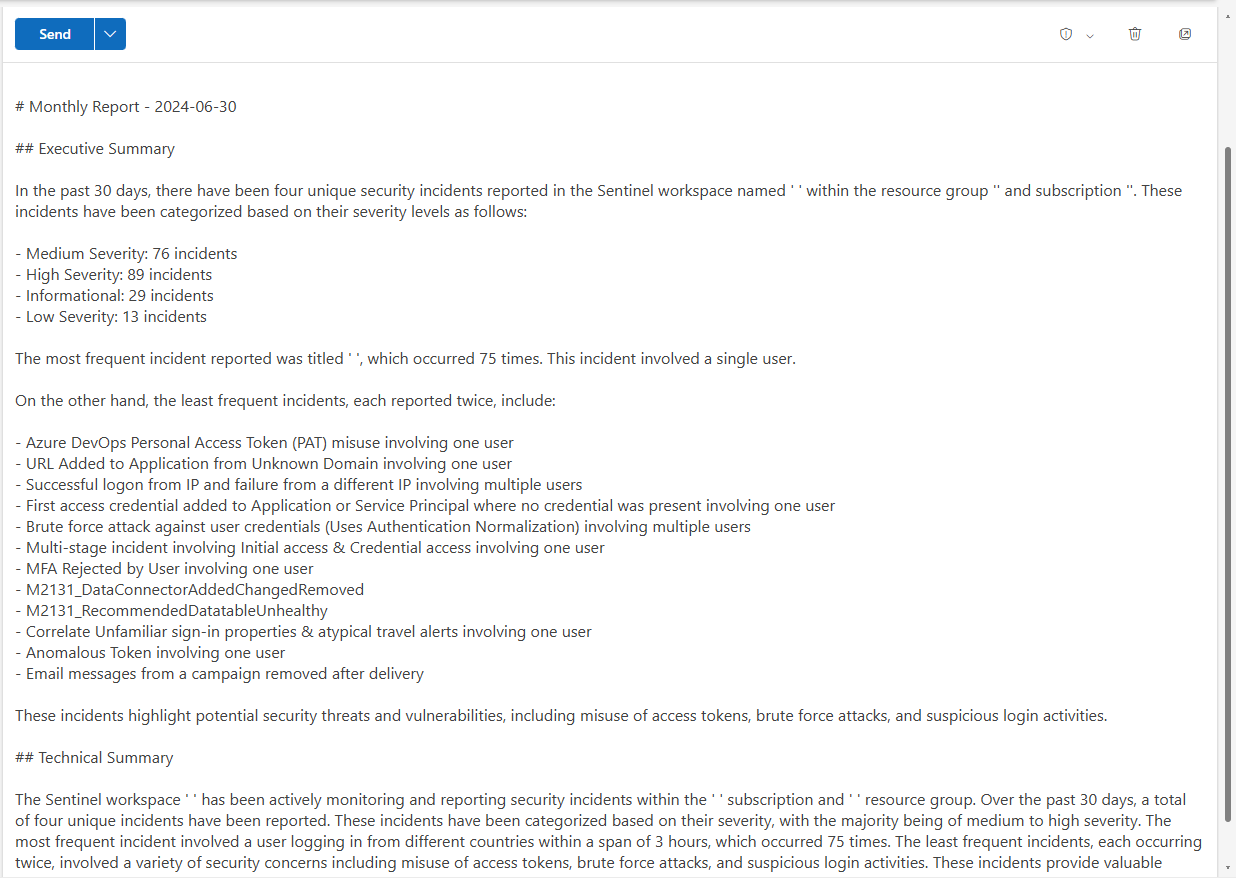 Send
# Monthly Report - 2024-06-30
## Executive Summary
In the past 30 days, there have been four unique security incidents reported in the Sentinel workspace named ' ' within the resource group '' and subscription ''. These
incidents have been categorized based on their severity levels as follows:
- Medium Severity: 76 incidents
- High Severity: 89 incidents
- Informational: 29 incidents
- Low Severity: 13 incidents
The most frequent incident reported was titled ' ', which occurred 75 times. This incident involved a single user.
On the other hand, the least frequent incidents, each reported twice, include:
- Azure DevOps Personal Access Token (PAT) misuse involving one user
- URL Added to Application from Unknown Domain involving one user
- Successful logon from IP and failure from a different IP involving multiple users
- First access credential added to Application or Service Principal where no credential was present involving one user
- Brute force attack against user credentials (Uses Authentication Normalization) involving multiple users
- Multi-stage incident involving Initial access & Credential access involving one user
- MFA Rejected by User involving one user
- M2131_DataConnectorAddedChangedRemoved
- M2131_RecommendedDatatableUnhealthy
- Correlate Unfamiliar sign-in properties & atypical travel alerts involving one user
- Anomalous Token involving one user
- Email messages from a campaign removed after delivery
These incidents highlight potential security threats and vulnerabilities, including misuse of access tokens, brute force attacks, and suspicious login activities.
## Technical Summary
The Sentinel workspace ' ' has been actively monitoring and reporting security incidents within the ' ' subscription and ' ' resource group. Over the past 30 days, a total
of four unique incidents have been reported. These incidents have been categorized based on their severity, with the majority being of medium to high severity. The
most frequent incident involved a user logging in from different countries within a span of 3 hours, which occurred 75 times. The least frequent incidents, each occurring
twice, involved a variety of security concerns including misuse of access tokens, brute force attacks, and suspicious login activities. These incidents provide valuable